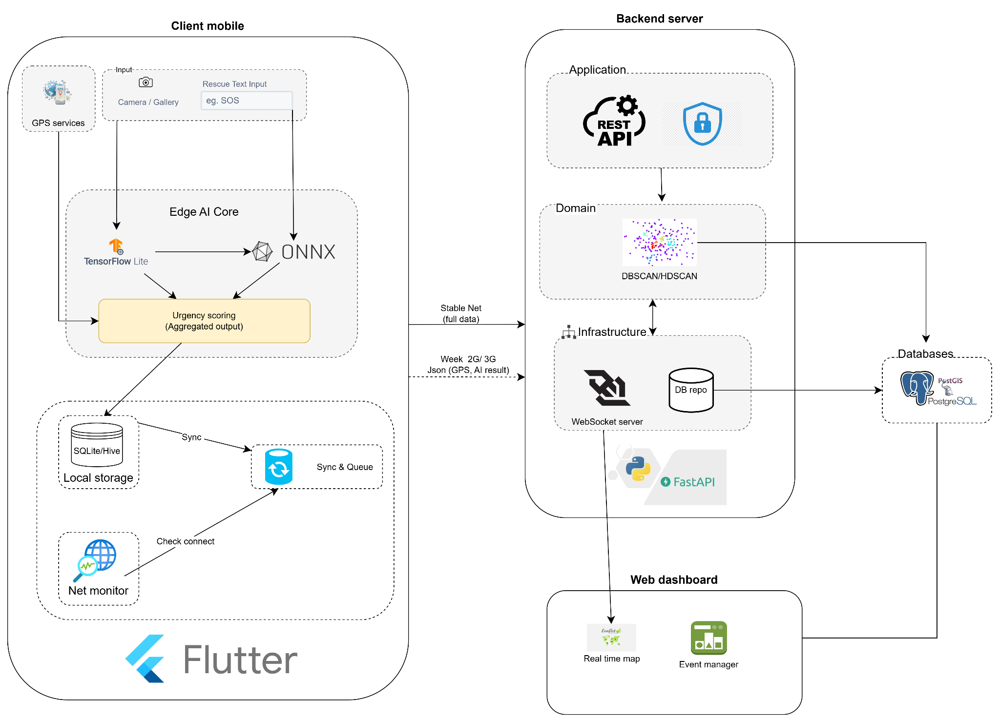 Client mobile
GPS
GPS services
Input
Camera / Gallery
Rescue Text Input
eg. SOS
Edge AI Core
TensorFlow Lite
ONNX
Urgency scoring
(Aggregated output)
SQLite/Hive
Local storage
Sync
Sync & Queue
Check connect
Net monitor
Flutter
Stable Net
(full data)
Week 2G/ 3G
Json (GPS, AI result)
Backend server
Application
REST
API
Domain
DBSCAN/HDSCAN
Infrastructure
WebSocket server
DB repo
FastAPI
Databases
PostGIS
PostgreSQL
Web dashboard
Leaflet
Real time map
Event manager